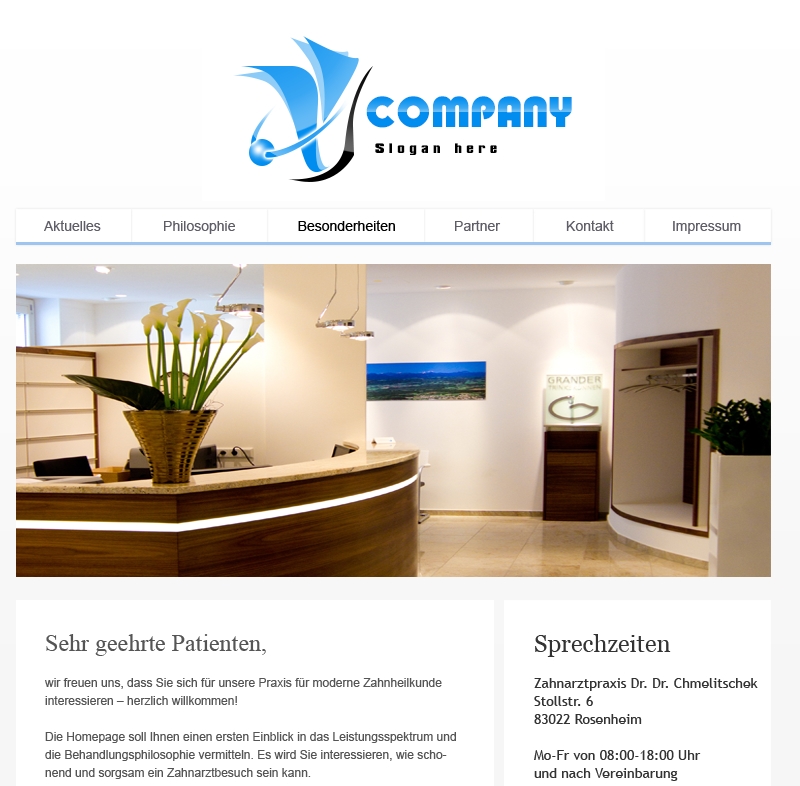 COMPANY
Slogan here
Aktuelles Philosophie Besonderheiten Partner Kontakt Impressum
GRANDER
Sehr geehrte Patienten,
wir freuen uns, dass Sie sich für unsere Praxis für moderne Zahnheilkunde
interessieren – herzlich willkommen!
Die Homepage soll Ihnen einen ersten Einblick in das Leistungsspektrum und
die Behandlungsphilosophie vermitteln. Es wird Sie interessieren, wie scho-
nend und sorgsam ein Zahnarztbesuch sein kann.
Sprechzeiten
Zahnarztpraxis Dr. Dr. Chmelitschek
Stollstr. 6
83022 Rosenheim
Mo-Fr von 08:00-18:00 Uhr
und nach Vereinbarung